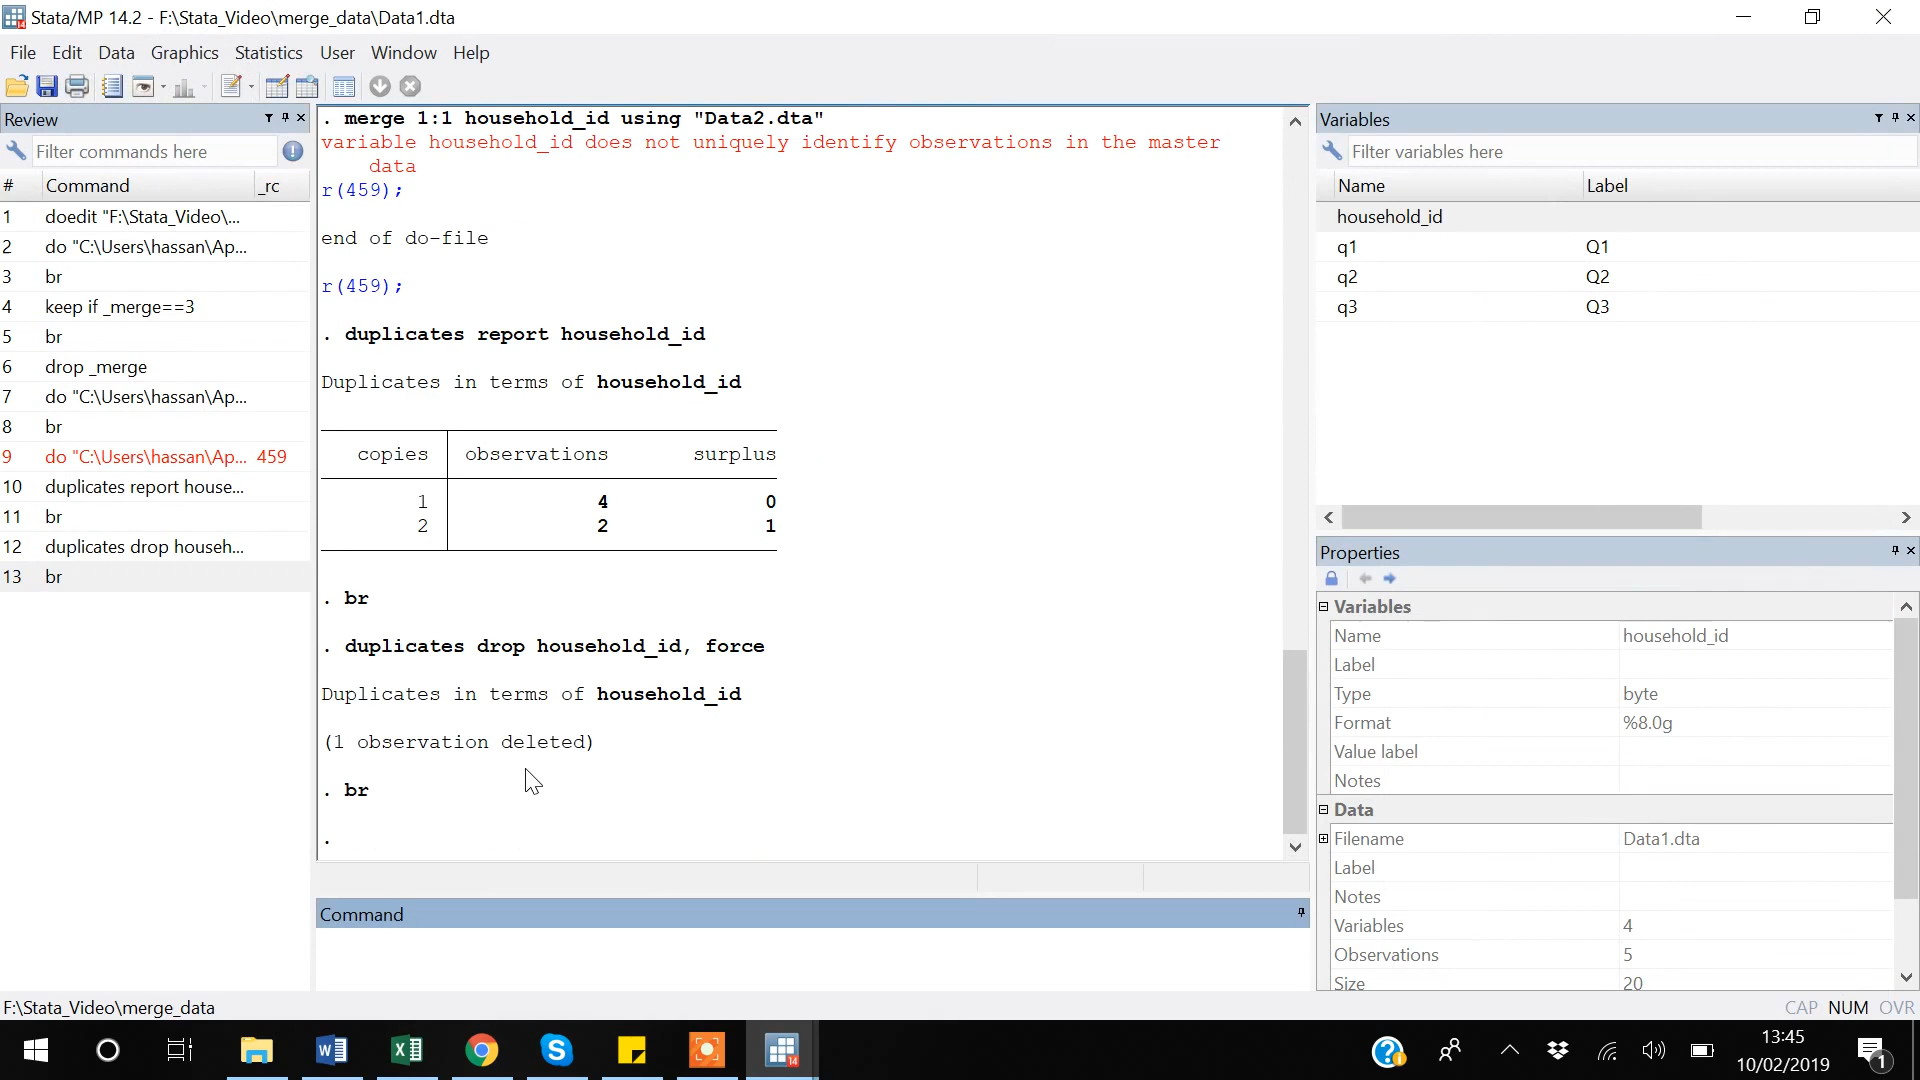 Stata/MP 14.2 - F:\Stata_Video\merge_data\Data1.dta
File Edit Data Graphics Statistics User Window Help
Review
Filter commands here
# Command _rc
1 doedit "F:\Stata_Video\...
2 do "C:\Users\hassan\Ap...
3 br
4 keep if _merge==3
5 br
6 drop _merge
7 do "C:\Users\hassan\Ap...
8 br
9 do "C:\Users\hassan\Ap... 459
10 duplicates report house...
11 br
12 duplicates drop househ...
13 br
. merge 1:1 household_id using "Data2.dta"
variable household_id does not uniquely identify observations in the master
data
r(459);
end of do-file
r(459);
. duplicates report household_id
Duplicates in terms of household_id
copies observations surplus
1 4 0
2 2 1
. br
. duplicates drop household_id, force
Duplicates in terms of household_id
(1 observation deleted)
. br
.
Command
Variables
Filter variables here
Name Label
household_id
q1 Q1
q2 Q2
q3 Q3
Properties
Variables
Name household_id
Label
Type byte
Format %8.0g
Value label
Notes
Data
Filename Data1.dta
Label
Notes
Variables 4
Observations 5
Size 20
F:\Stata_Video\merge_data
CAP NUM OVR
13:45
10/02/2019
1